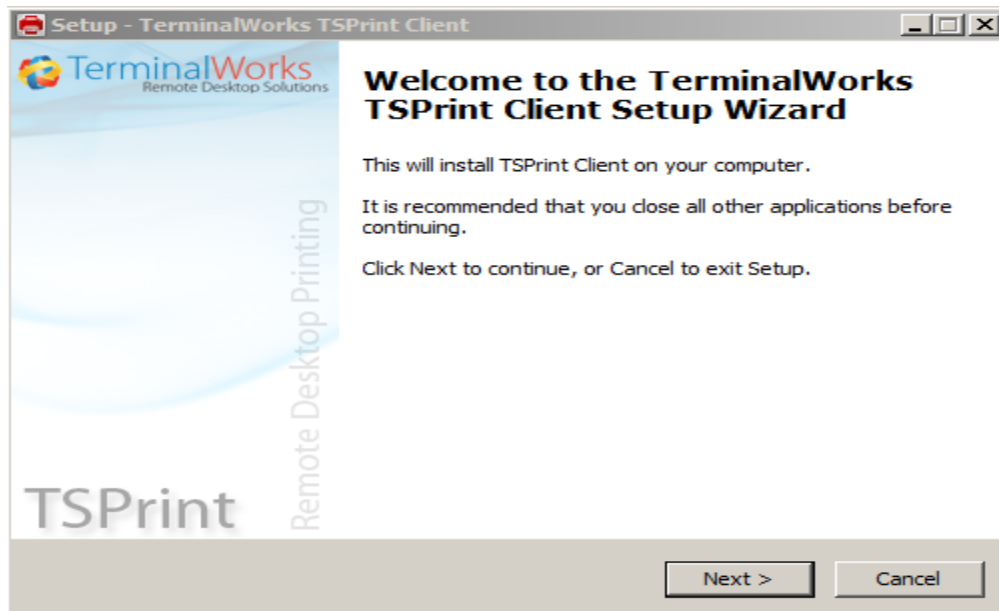 Setup - TerminalWorks TSPrint Client
TerminalWorks
Remote Desktop Solutions
Welcome to the TerminalWorks
TSPrint Client Setup Wizard
This will install TSPrint Client on your computer.
It is recommended that you close all other applications before
continuing.
Click Next to continue, or Cancel to exit Setup.
Remote Desktop Printing
TSPrint
Next >
Cancel